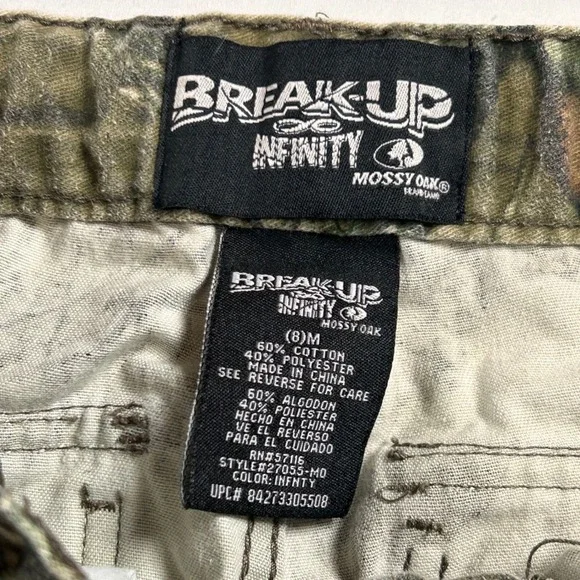 BREAK-UP
INFINITY
MOSSY OAK®
BREAK-UP
INFINITY
MOSSY OAK
(8)M
60% COTTON
40% POLYESTER
MADE IN CHINA
SEE REVERSE FOR CARE
60% ALGODON
40% POLIESTER
HECHO EN CHINA
VE EL REVERSO
PARA EL CUIDADO
RN#57116
STYLE#27055-MO
COLOR: INFNTY
UPC# 84273305508